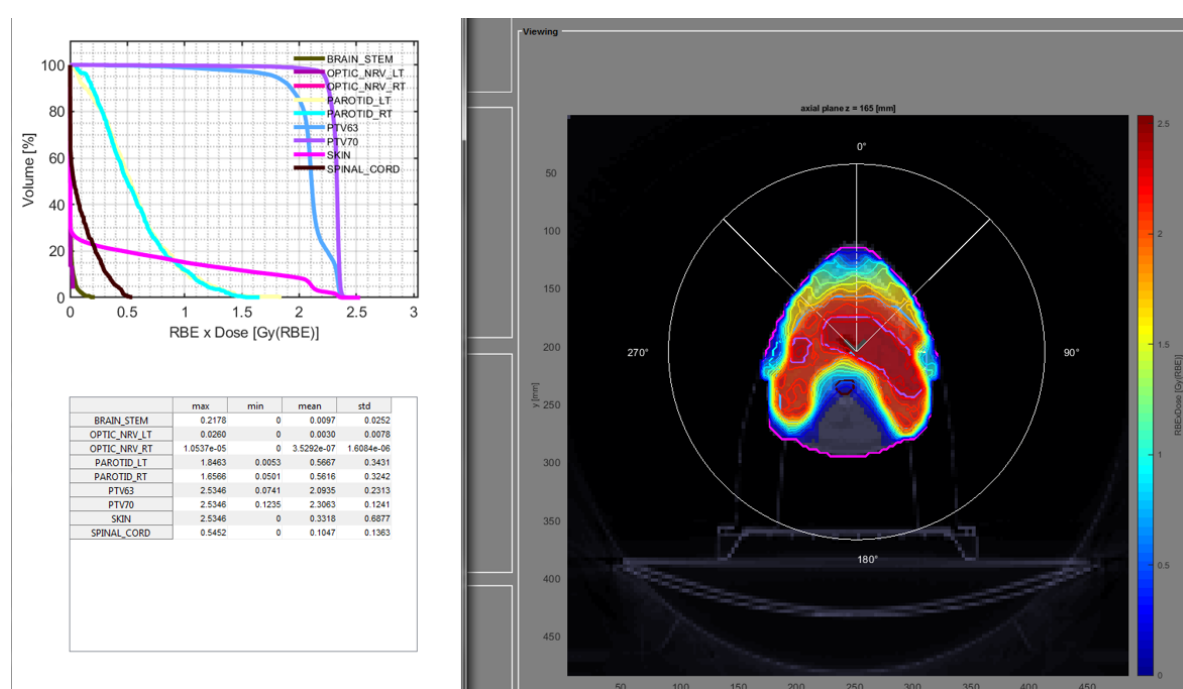 Viewing
BRAIN_STEM
OPTIC_NRV_LT
OPTIC_NRV_RT
PAROTID_LT
PAROTID_RT
PTV63
PTV70
SKIN
SPINAL_CORD
100
80
60
40
20
0
Volume [%]
0 0.5 1 1.5 2 2.5 3
RBE x Dose [Gy(RBE)]
max min mean std
BRAIN_STEM 0.2178 0 0.0097 0.0252
OPTIC_NRV_LT 0.0260 0 0.0030 0.0078
OPTIC_NRV_RT 1.0537e-05 0 3.5292e-07 1.6084e-06
PAROTID_LT 1.8463 0.0053 0.5667 0.3431
PAROTID_RT 1.6566 0.0501 0.5616 0.3242
PTV63 2.5346 0.0741 2.0935 0.2313
PTV70 2.5346 0.1235 2.3063 0.1241
SKIN 2.5346 0 0.3318 0.6877
SPINAL_CORD 0.5452 0 0.1047 0.1363
axial plane z = 165 [mm]
50
100
150
200
250
300
350
400
450
y [mm]
0°
90°
180°
270°
50 100 150 200 250 300 350 400 450
2.5
2
1.5
1
0.5
0
RBExDose [Gy(RBE)]